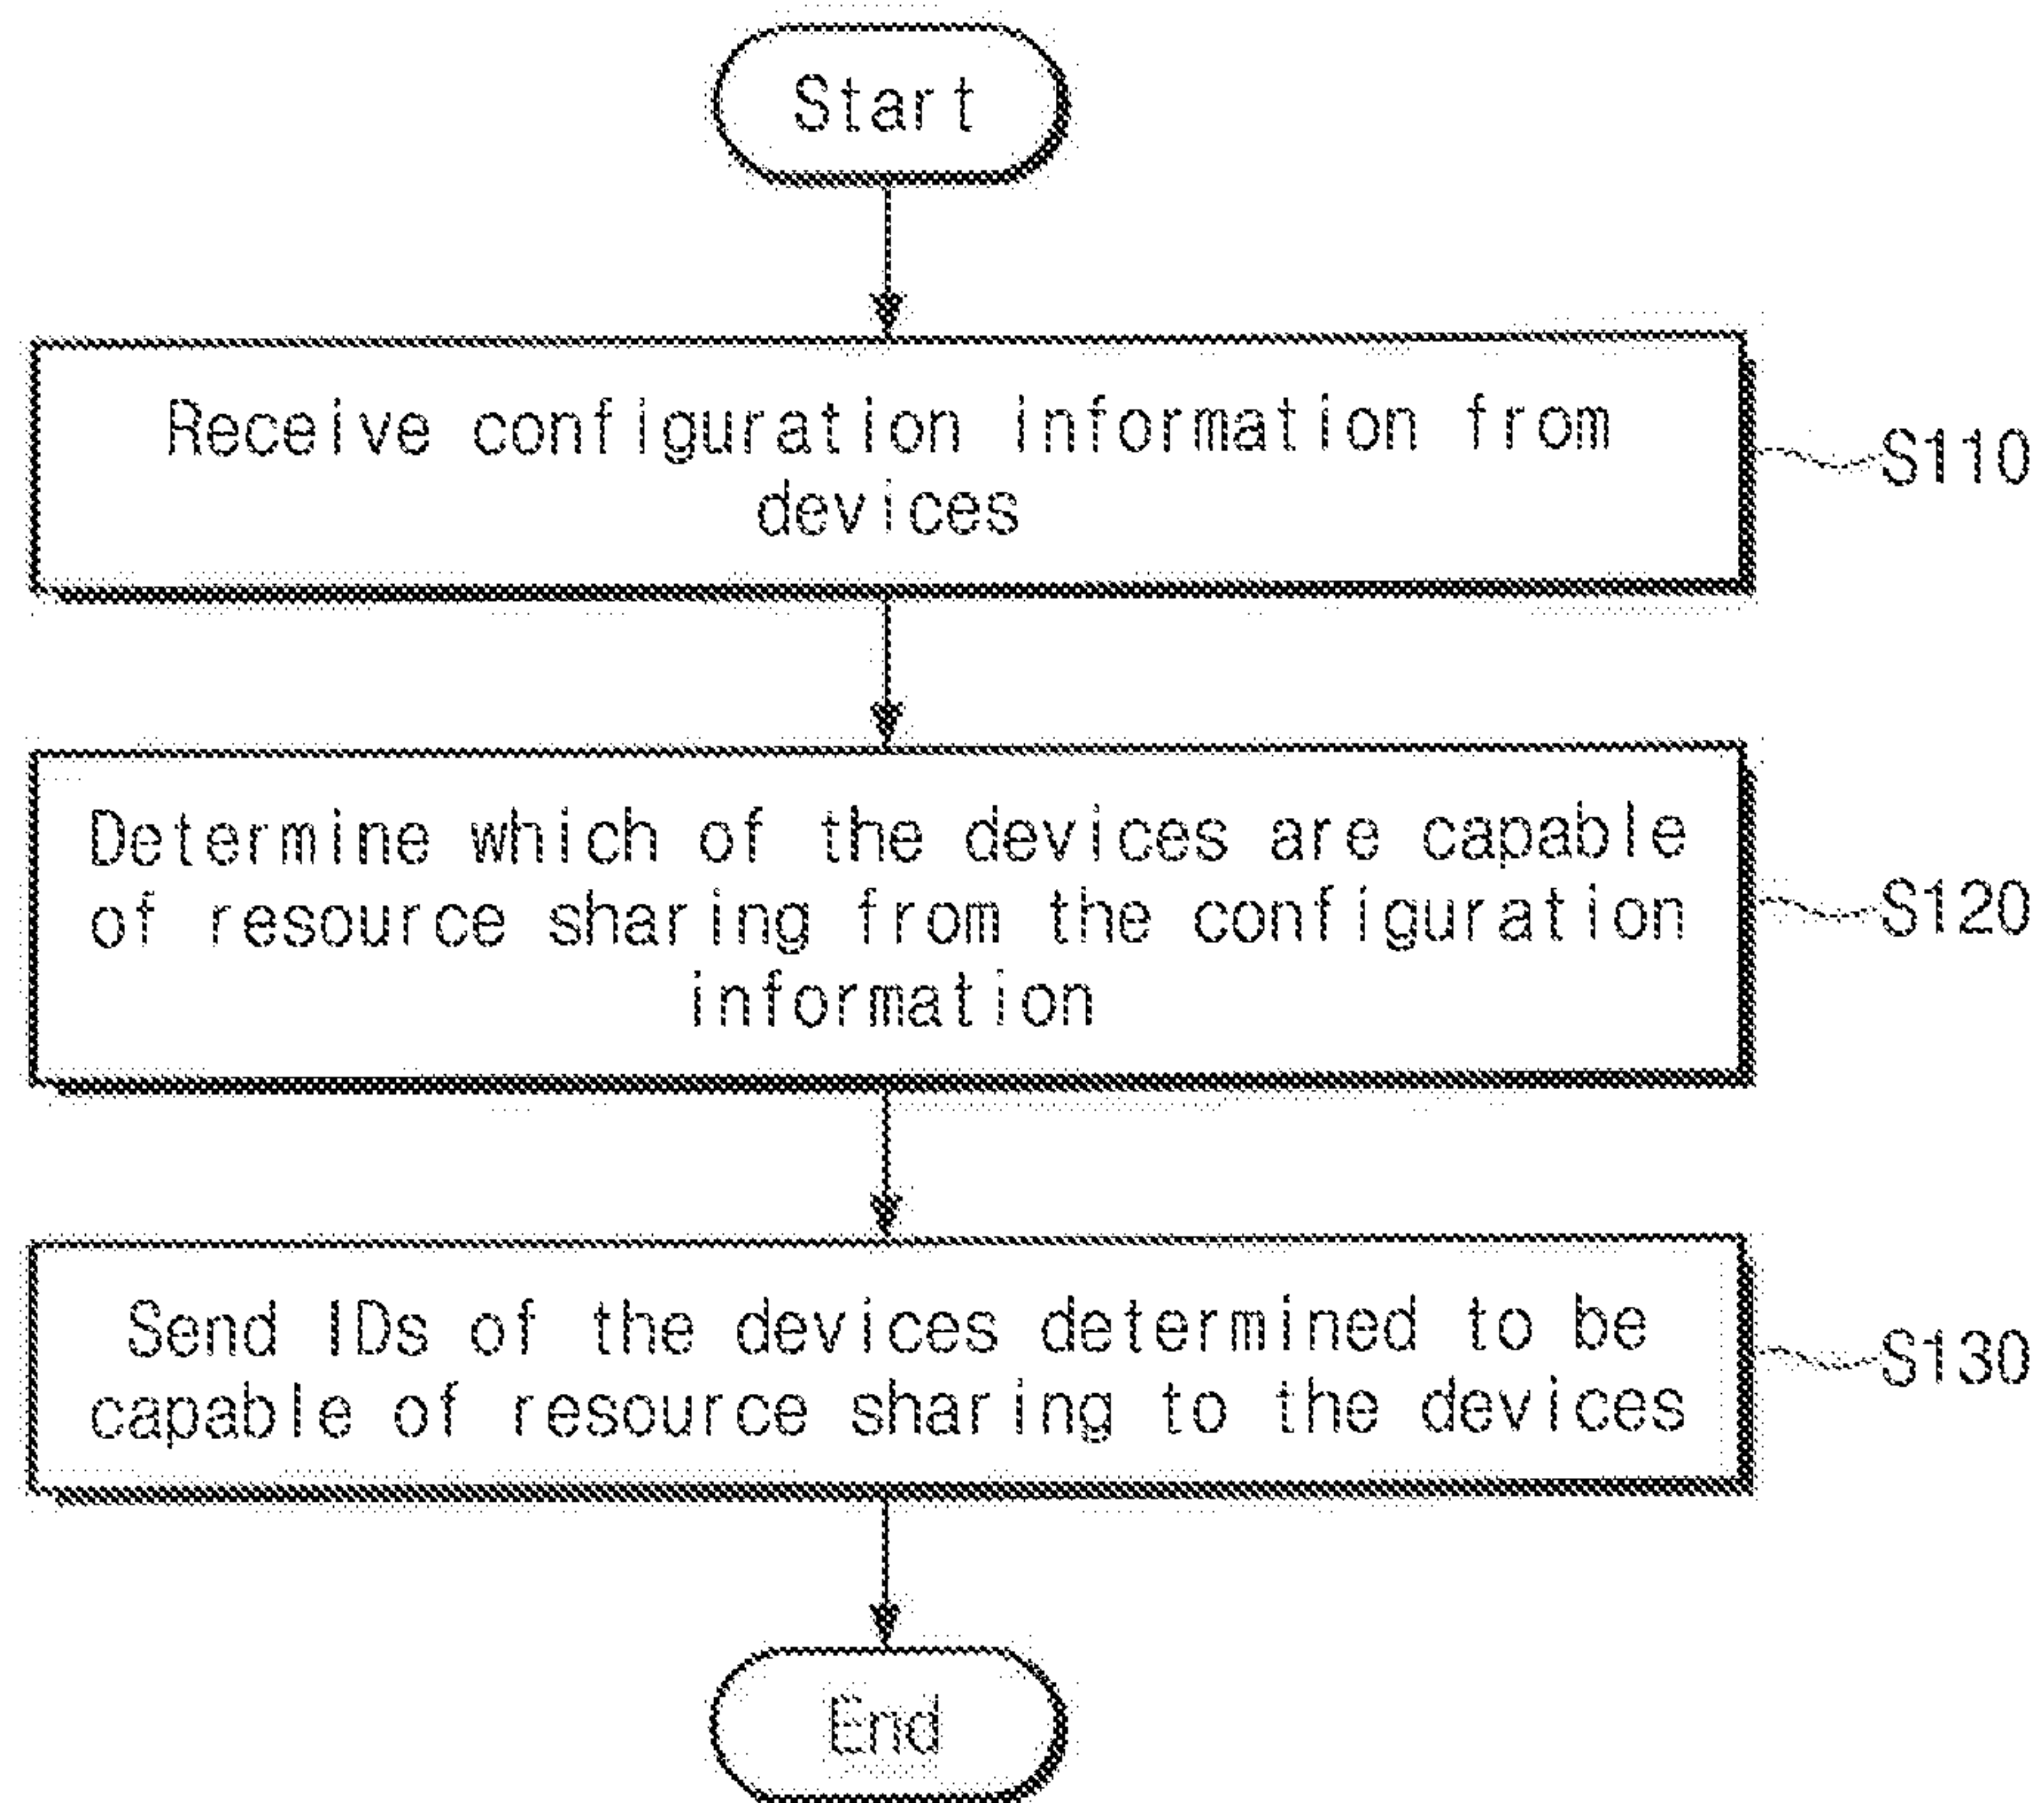 Start
Receive configuration information from
devices
S110
Determine which of the devices are capable
of resource sharing from the configuration
information
S120
Send IDs of the devices determined to be
capable of resource sharing to the devices
S130
End